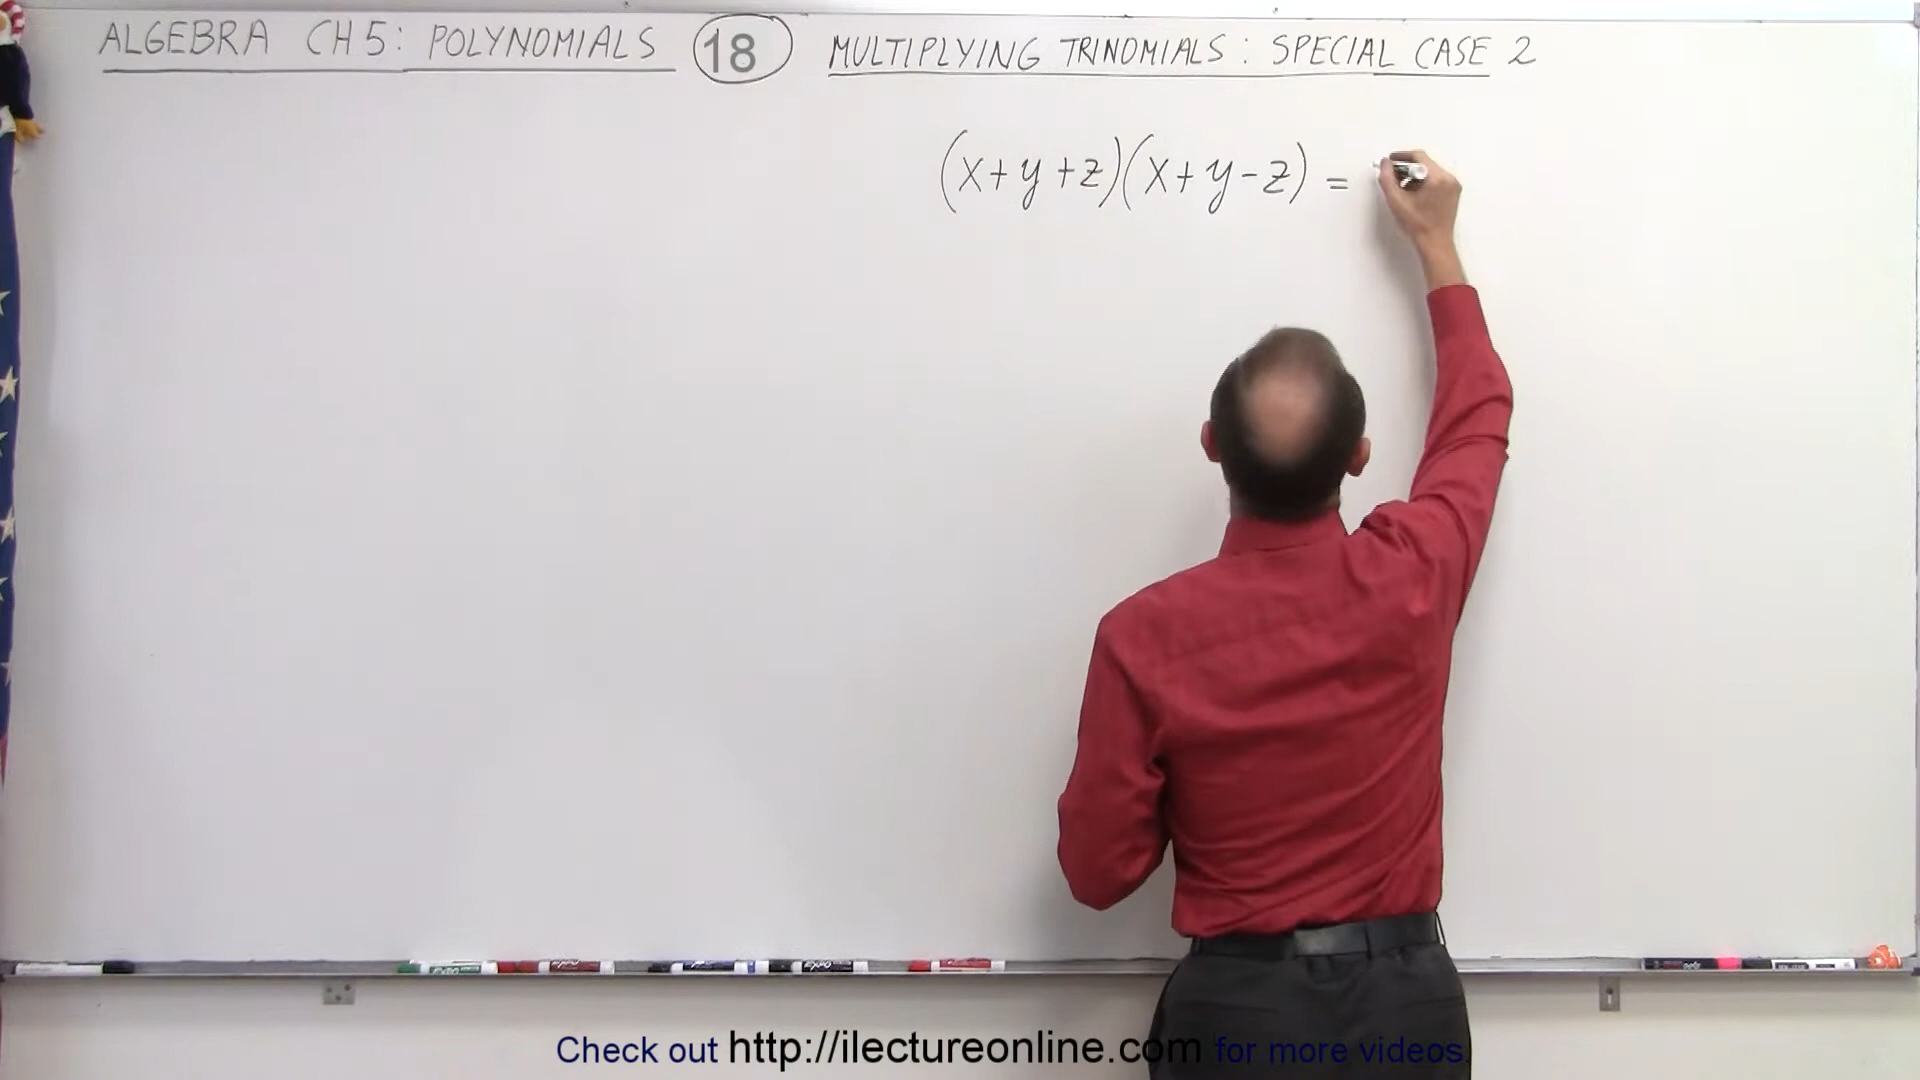 ALGEBRA CH 5: POLYNOMIALS 18 MULTIPLYING TRINOMIALS: SPECIAL CASE 2
(x+y+z)(x+y-z) =
Check out http://ilectureonline.com for more videos.